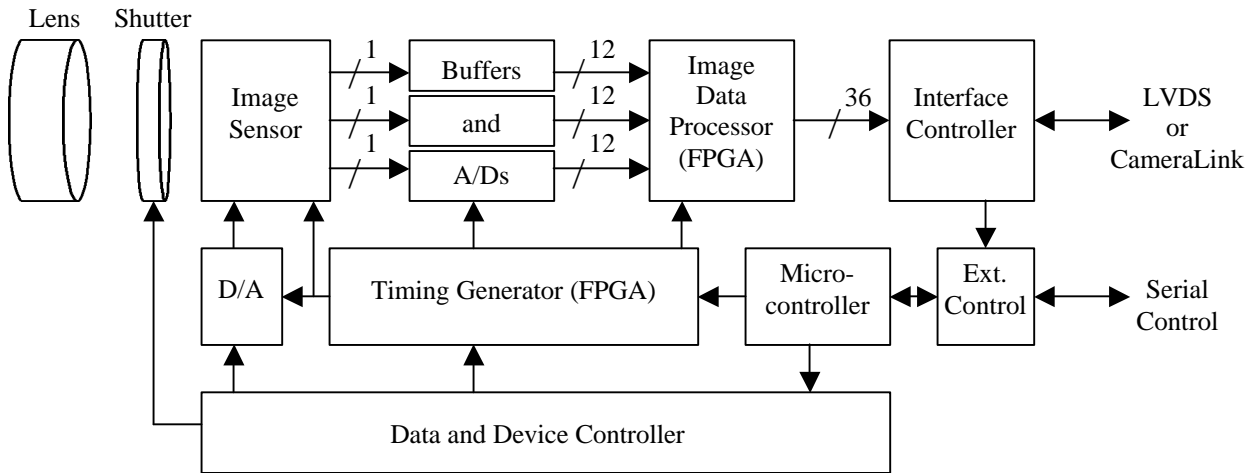 Lens
Shutter
Image
Sensor
1
1
1
Buffers
and
A/Ds
12
12
12
Image
Data
Processor
(FPGA)
36
Interface
Controller
LVDS
or
CameraLink
D/A
Timing Generator (FPGA)
Micro-
controller
Ext.
Control
Serial
Control
Data and Device Controller